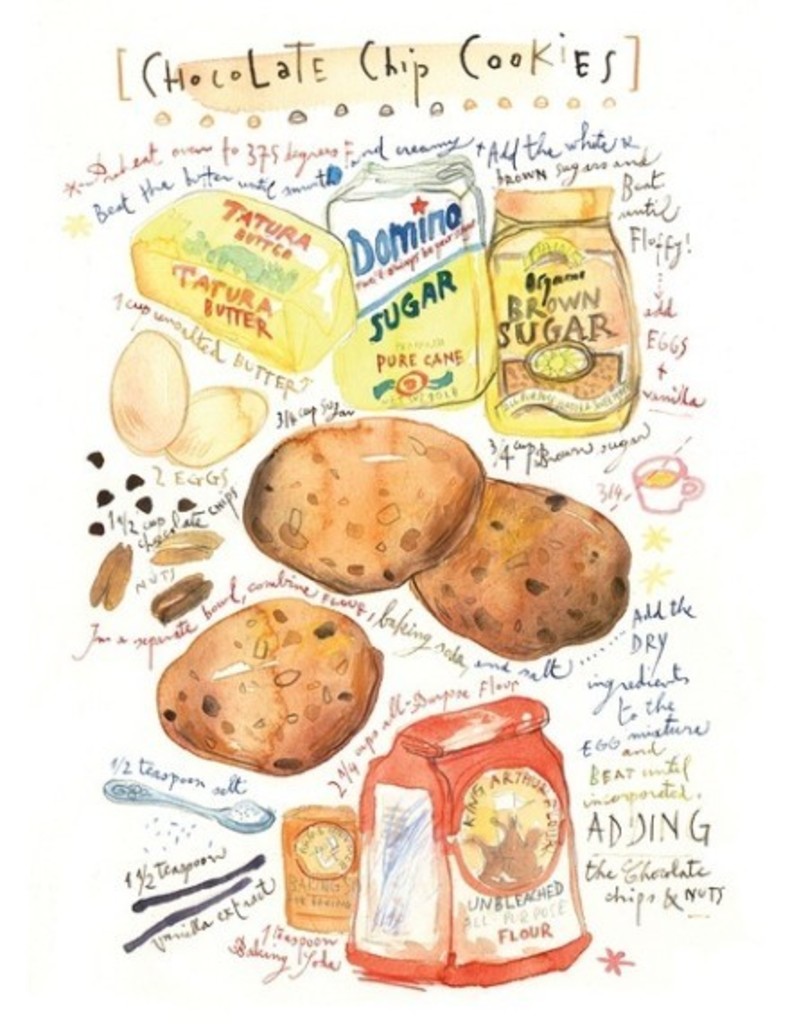 [CHOCOLATE Chip COOKIES]
Preheat oven to 375 degrees F
Beat the butter until smooth and creamy + Add the white &
BROWN sugars and
Beat
until
Fluffy!
add
EGGS
+
vanilla
TATURA
BUTTER
TATURA
BUTTER
1 cup unsalted BUTTER
Domino
SUGAR
PURE CANE
3/4 cup Sugar
Organic
BROWN
SUGAR
3/4 cup Brown sugar
3/4
2 EGGS
1 1/2 cup
chocolate CHIPS
NUTS
In a separate bowl, combine FLOUR, baking soda, and salt
Add the
DRY
ingredients
to the
EGG mixture
and
BEAT until
incorporated.
ADDING
the Chocolate
chips & NUTS
2 1/4 cups all-Purpose Flour
KING ARTHUR FLOUR
UNBLEACHED
ALL-PURPOSE
FLOUR
1/2 teaspoon salt
1 1/2 teaspoon
vanilla extract
BAKING
1 teaspoon
Baking Soda